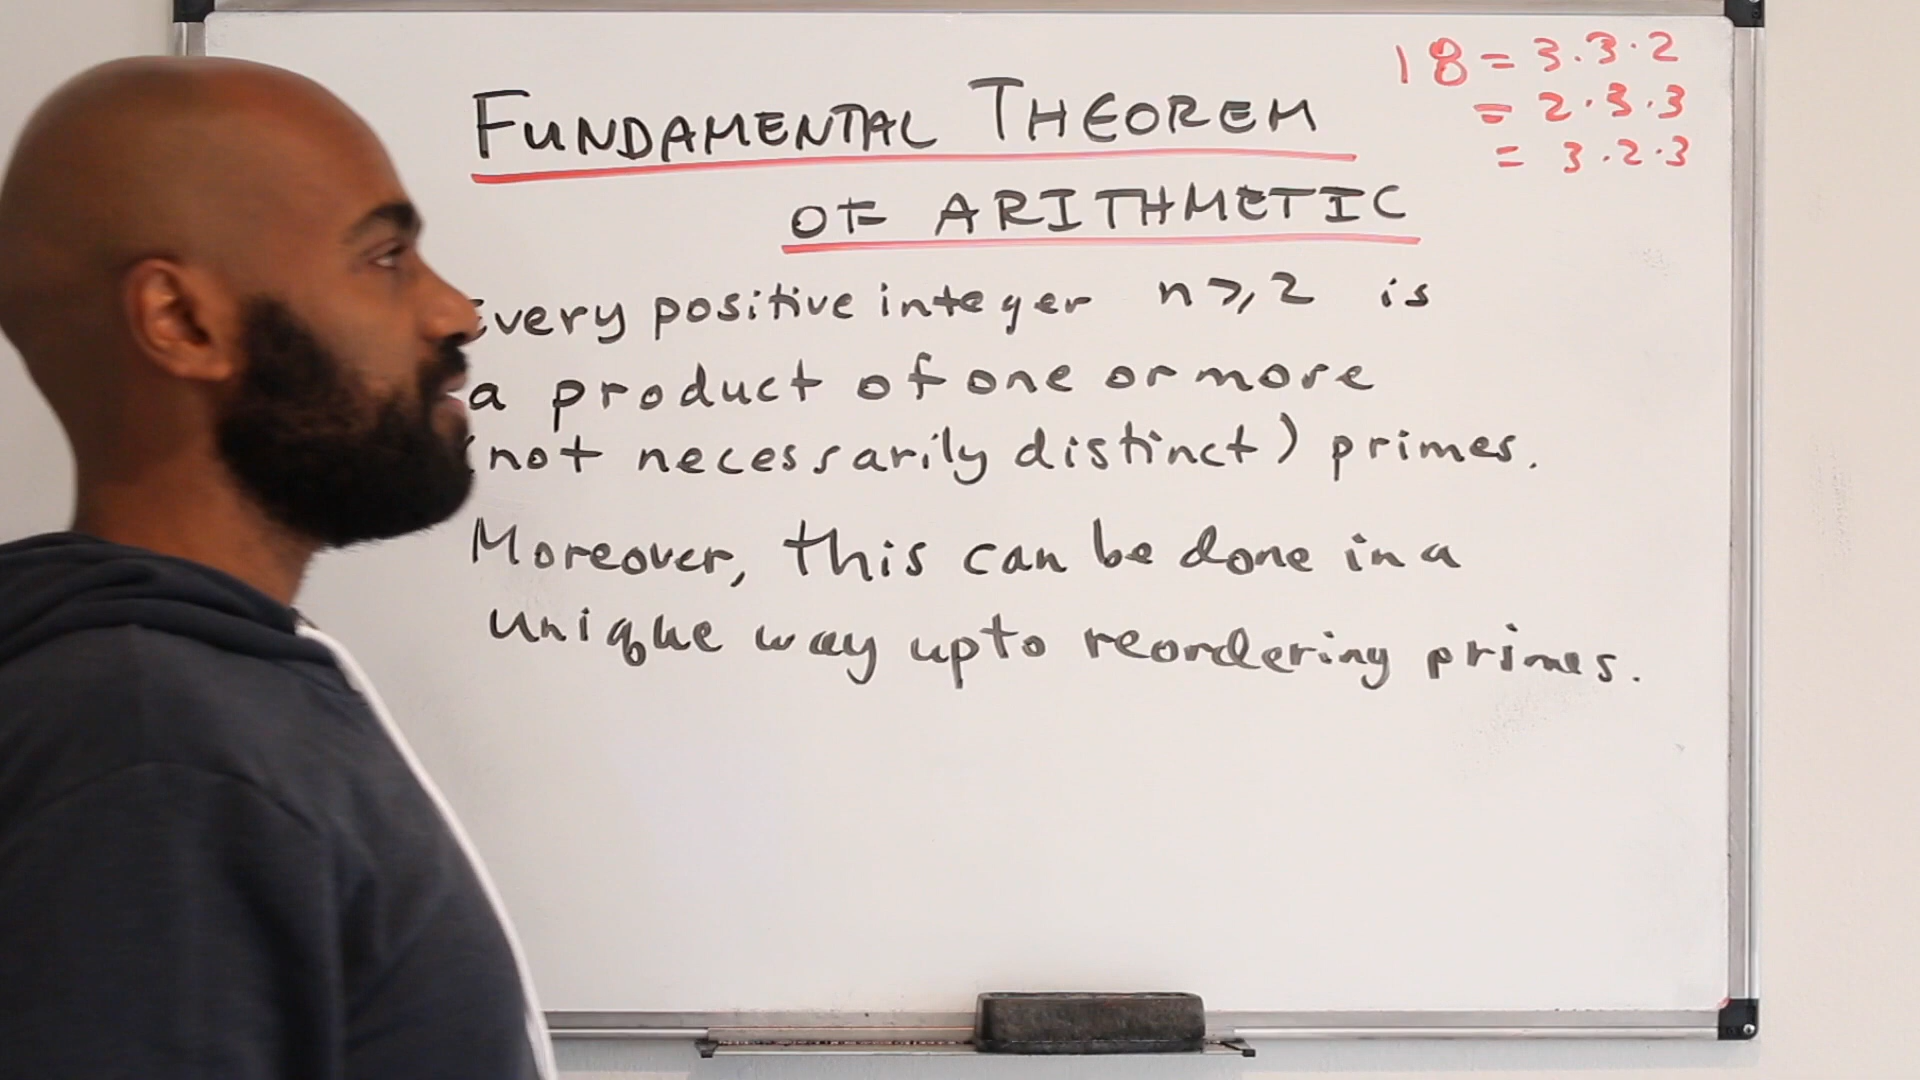 18 = 3.3.2
= 2.3.3
= 3.2.3
FUNDAMENTAL THEOREM
OF ARITHMETIC
Every positive integer n⩾2 is
a product of one or more
(not necessarily distinct) primes.
Moreover, this can be done in a
unique way upto reordering primes.